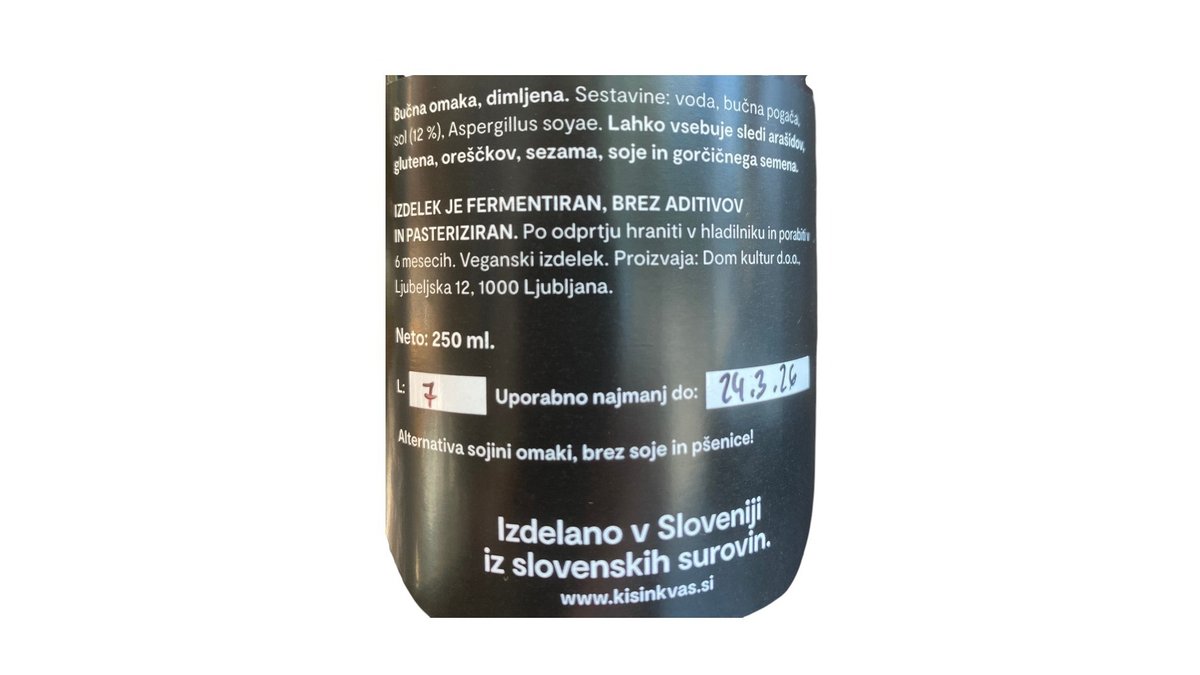 Bučna omaka, dimljena. Sestavine: voda, bučna pogača,
sol (12 %), Aspergillus soyae. Lahko vsebuje sledi arašidov,
glutena, oreščkov, sezama, soje in gorčičnega semena.
IZDELEK JE FERMENTIRAN, BREZ ADITIVOV
IN PASTERIZIRAN. Po odprtju hraniti v hladilniku in porabiti v
6 mesecih. Veganski izdelek. Proizvaja: Dom kultur d.o.o.,
Ljubeljska 12, 1000 Ljubljana.
Neto: 250 ml.
L: 7 Uporabno najmanj do: 24.3.26
Alternativa sojini omaki, brez soje in pšenice!
Izdelano v Sloveniji
iz slovenskih surovin.
www.kisinkvas.si